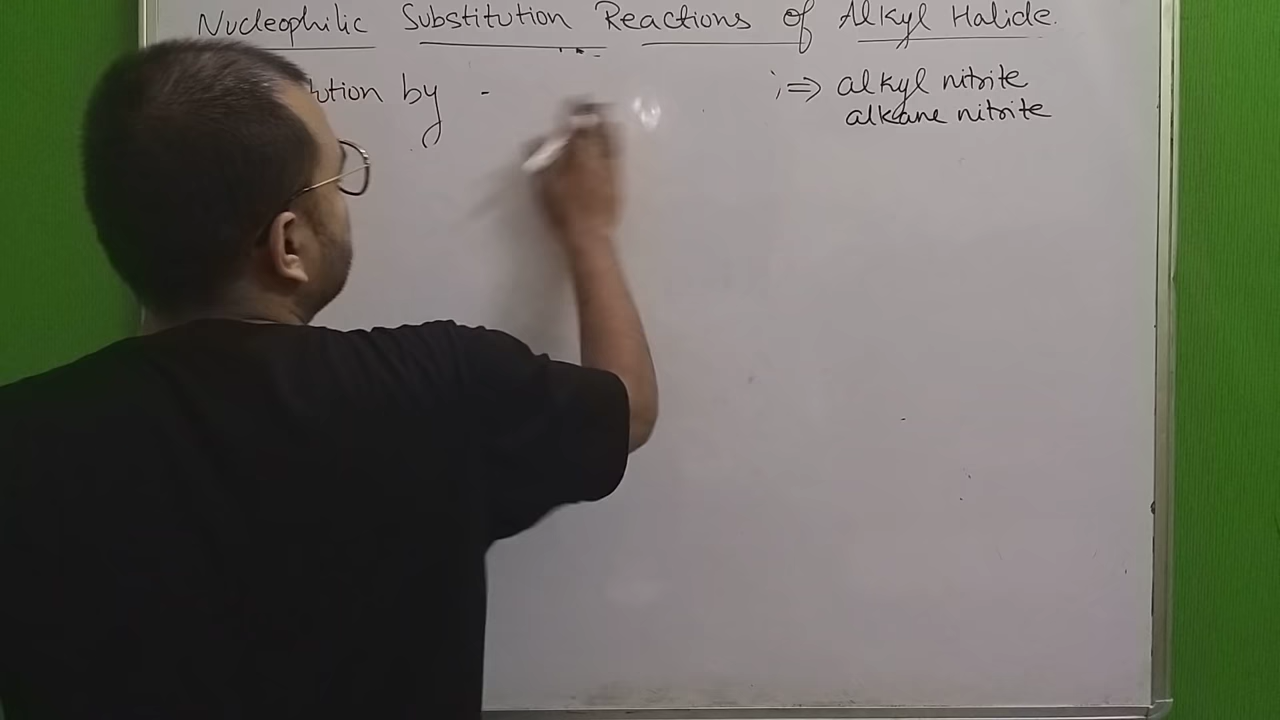 Nucleophilic Substitution Reactions of Alkyl Halide.
by - ; ⇒ alkyl nitrite
alkane nitrite